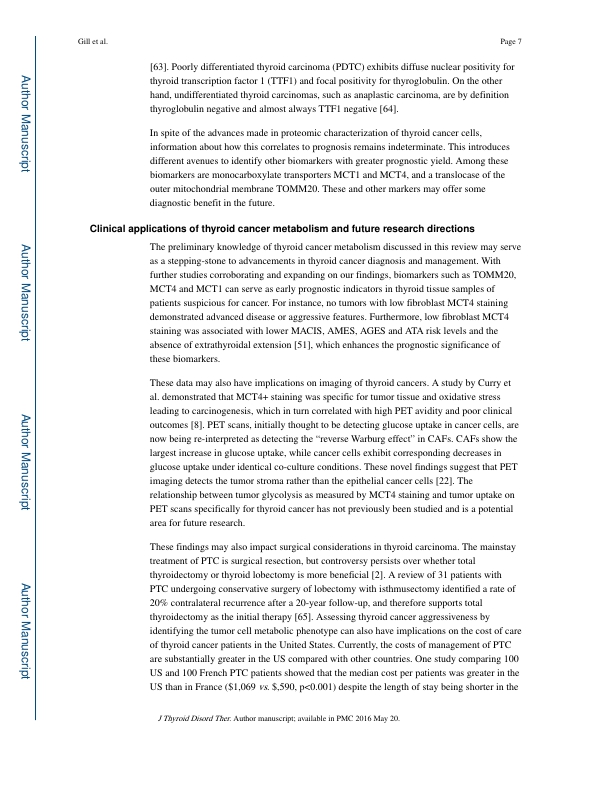 Gill et al.
Page 7
[63]. Poorly differentiated thyroid carcinoma (PDTC) exhibits diffuse nuclear positivity for
thyroid transcription factor 1 (TTF1) and focal positivity for thyroglobulin. On the other
hand, undifferentiated thyroid carcinomas, such as anaplastic carcinoma, are by definition
thyroglobulin negative and almost always TTF1 negative [64].
In spite of the advances made in proteomic characterization of thyroid cancer cells,
information about how this correlates to prognosis remains indeterminate. This introduces
different avenues to identify other biomarkers with greater prognostic yield. Among these
biomarkers are monocarboxylate transporters MCT1 and MCT4, and a translocase of the
outer mitochondrial membrane TOMM20. These and other markers may offer some
diagnostic benefit in the future.
Clinical applications of thyroid cancer metabolism and future research directions
The preliminary knowledge of thyroid cancer metabolism discussed in this review may serve
as a stepping-stone to advancements in thyroid cancer diagnosis and management. With
further studies corroborating and expanding on our findings, biomarkers such as TOMM20,
MCT4 and MCT1 can serve as early prognostic indicators in thyroid tissue samples of
patients suspicious for cancer. For instance, no tumors with low fibroblast MCT4 staining
demonstrated advanced disease or aggressive features. Furthermore, low fibroblast MCT4
staining was associated with lower MACIS, AMES, AGES and ATA risk levels and the
absence of extrathyroidal extension [51], which enhances the prognostic significance of
these biomarkers.
These data may also have implications on imaging of thyroid cancers. A study by Curry et
al. demonstrated that MCT4+ staining was specific for tumor tissue and oxidative stress
leading to carcinogenesis, which in turn correlated with high PET avidity and poor clinical
outcomes [8]. PET scans, initially thought to be detecting glucose uptake in cancer cells, are
now being re-interpreted as detecting the “reverse Warburg effect” in CAFs. CAFs show the
largest increase in glucose uptake, while cancer cells exhibit corresponding decreases in
glucose uptake under identical co-culture conditions. These novel findings suggest that PET
imaging detects the tumor stroma rather than the epithelial cancer cells [22]. The
relationship between tumor glycolysis as measured by MCT4 staining and tumor uptake on
PET scans specifically for thyroid cancer has not previously been studied and is a potential
area for future research.
These findings may also impact surgical considerations in thyroid carcinoma. The mainstay
treatment of PTC is surgical resection, but controversy persists over whether total
thyroidectomy or thyroid lobectomy is more beneficial [2]. A review of 31 patients with
PTC undergoing conservative surgery of lobectomy with isthmusectomy identified a rate of
20% contralateral recurrence after a 20-year follow-up, and therefore supports total
thyroidectomy as the initial therapy [65]. Assessing thyroid cancer aggressiveness by
identifying the tumor cell metabolic phenotype can also have implications on the cost of care
of thyroid cancer patients in the United States. Currently, the costs of management of PTC
are substantially greater in the US compared with other countries. One study comparing 100
US and 100 French PTC patients showed that the median cost per patients was greater in the
US than in France ($1,069 vs. $,590, p<0.001) despite the length of stay being shorter in the
J Thyroid Disord Ther. Author manuscript; available in PMC 2016 May 20.
Author Manuscript
Author Manuscript
Author Manuscript
Author Manuscript